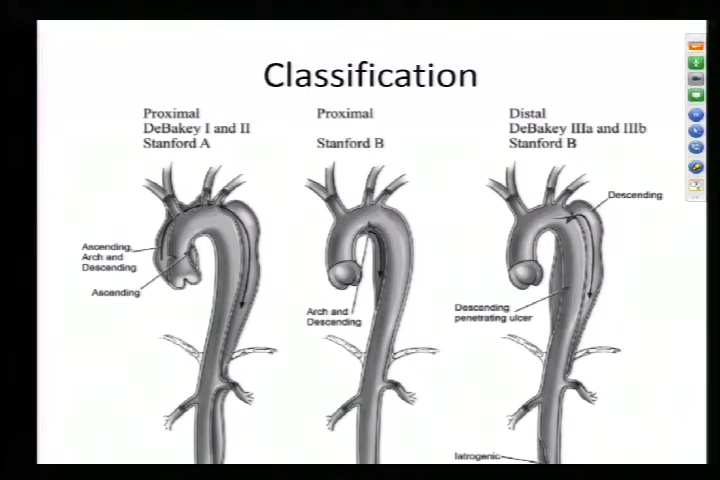 Classification
Proximal
DeBakey I and II
Stanford A
Proximal
Stanford B
Distal
DeBakey IIIa and IIIb
Stanford B
Ascending,
Arch and
Descending
Ascending
Arch and
Descending
Descending
Descending
penetrating ulcer
Iatrogenic